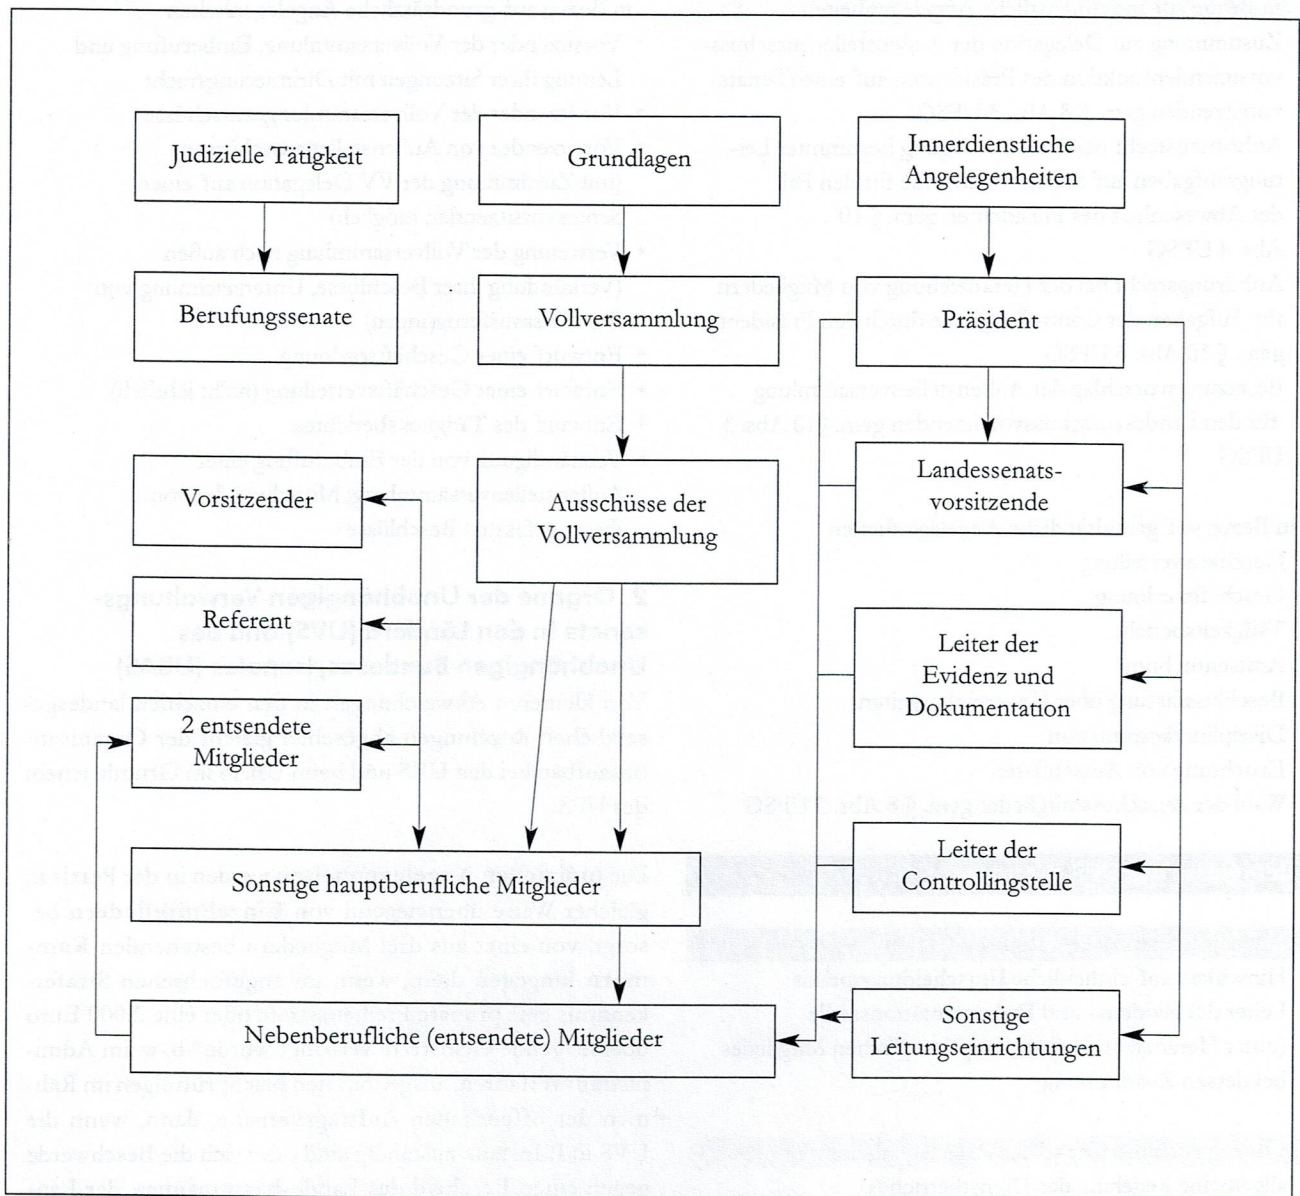 Judizielle Tätigkeit
Grundlagen
Innerdienstliche
Angelegenheiten
Berufungssenate
Vollversammlung
Präsident
Vorsitzender
Ausschüsse der
Vollversammlung
Landessenats-
vorsitzende
Referent
Leiter der
Evidenz und
Dokumentation
2 entsendete
Mitglieder
Sonstige hauptberufliche Mitglieder
Leiter der
Controllingstelle
Nebenberufliche (entsendete) Mitglieder
Sonstige
Leitungseinrichtungen